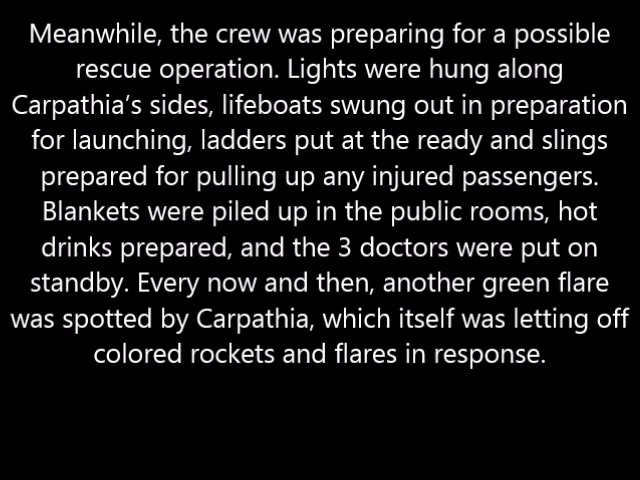 Meanwhile, the crew was preparing for a possible
rescue operation. Lights were hung along
Carpathia’s sides, lifeboats swung out in preparation
for launching, ladders put at the ready and slings
prepared for pulling up any injured passengers.
Blankets were piled up in the public rooms, hot
drinks prepared, and the 3 doctors were put on
standby. Every now and then, another green flare
was spotted by Carpathia, which itself was letting off
colored rockets and flares in response.